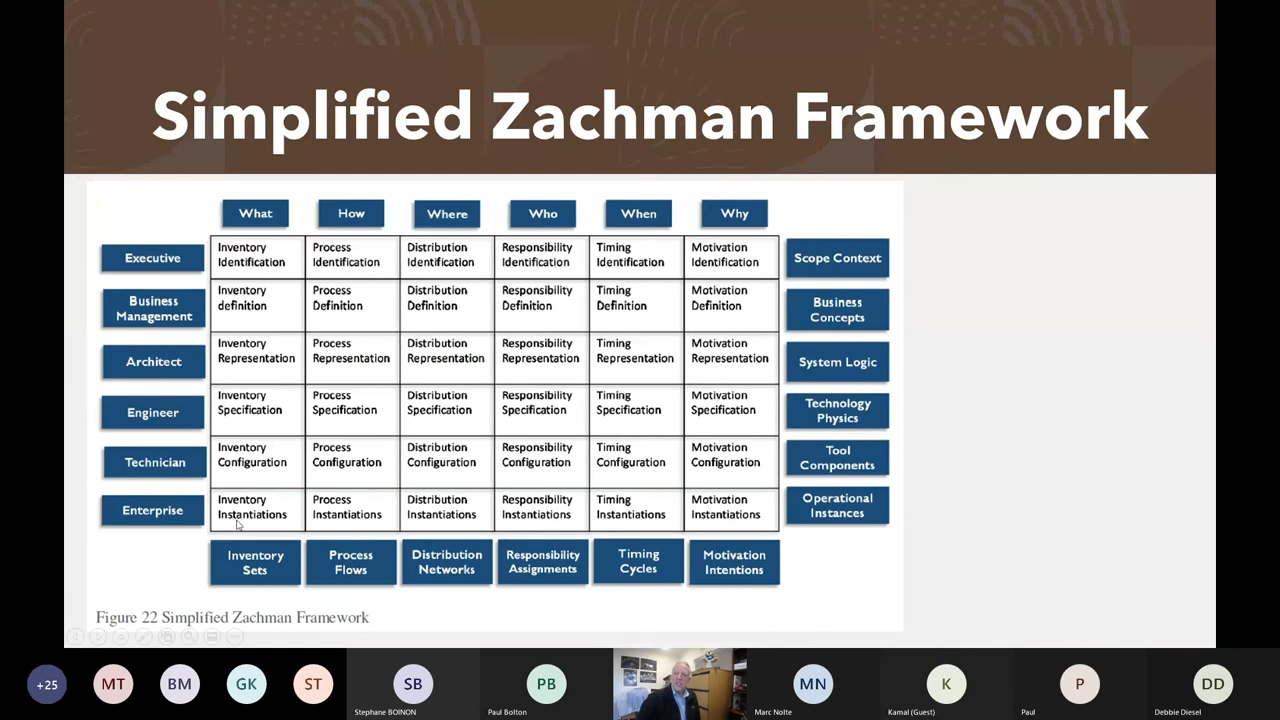 Simplified Zachman Framework
What How Where Who When Why
Executive
Inventory Identification
Process Identification
Distribution Identification
Responsibility Identification
Timing Identification
Motivation Identification
Scope Context
Business Management
Inventory definition
Process Definition
Distribution Definition
Responsibility Definition
Timing Definition
Motivation Definition
Business Concepts
Architect
Inventory Representation
Process Representation
Distribution Representation
Responsibility Representation
Timing Representation
Motivation Representation
System Logic
Engineer
Inventory Specification
Process Specification
Distribution Specification
Responsibility Specification
Timing Specification
Motivation Specification
Technology Physics
Technician
Inventory Configuration
Process Configuration
Distribution Configuration
Responsibility Configuration
Timing Configuration
Motivation Configuration
Tool Components
Enterprise
Inventory Instantiations
Process Instantiations
Distribution Instantiations
Responsibility Instantiations
Timing Instantiations
Motivation Instantiations
Operational Instances
Inventory Sets
Process Flows
Distribution Networks
Responsibility Assignments
Timing Cycles
Motivation Intentions
Figure 22 Simplified Zachman Framework
+25 MT BM GK ST SB PB MN K P DD
Stephane BOINON Paul Bolton Marc Nolte Kamal (Guest) Paul Debbie Diesel